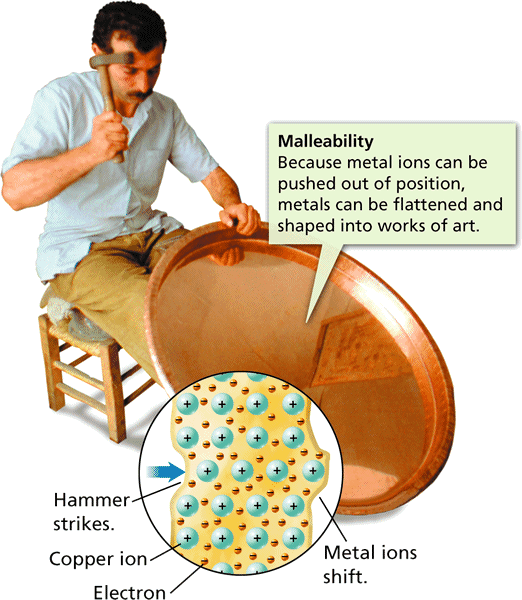 Malleability
Because metal ions can be
pushed out of position,
metals can be flattened and
shaped into works of art.
+ + + +
+ + + +
+ + + +
+ + + +
+ + + +
Hammer
strikes.
Copper ion
Electron
Metal ions
shift.